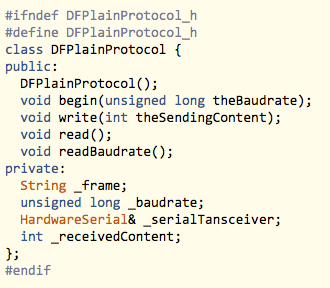 #ifndef DFPlainProtocol_h
#define DFPlainProtocol_h
class DFPlainProtocol {
public:
  DFPlainProtocol();
  void begin(unsigned long theBaudrate);
  void write(int theSendingContent);
  void read();
  void readBaudrate();
private:
  String _frame;
  unsigned long _baudrate;
  HardwareSerial& _serialTansceiver;
  int _receivedContent;
};
#endif